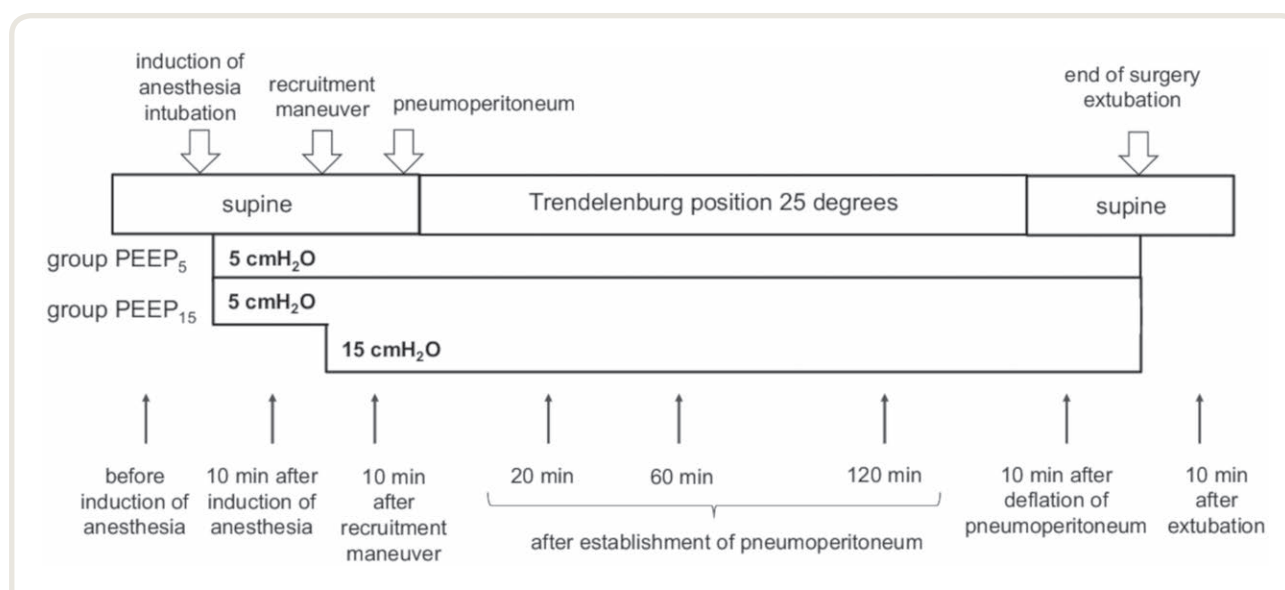 induction of
anesthesia
intubation
recruitment
maneuver
pneumoperitoneum
end of surgery
extubation
supine
Trendelenburg position 25 degrees
supine
group PEEP₅
5 cmH₂O
group PEEP₁₅
5 cmH₂O
15 cmH₂O
before
induction of
anesthesia
10 min after
induction of
anesthesia
10 min
after
recruitment
maneuver
20 min
60 min
120 min
after establishment of pneumoperitoneum
10 min after
deflation of
pneumoperitoneum
10 min
after
extubation